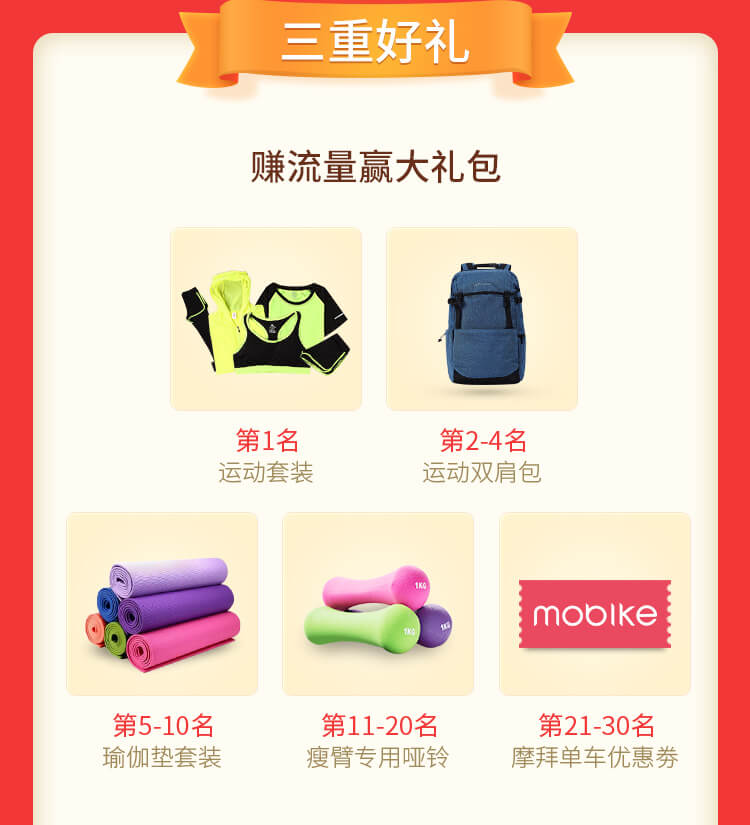 三重好礼
赚流量赢大礼包
第1名
第2-4名
运动套装
运动双肩包
1KG
1KG
1KG
mobike
第5-10名
第11-20名
第21-30名
瑜伽垫套装
瘦臂专用哑铃
摩拜单车优惠劵